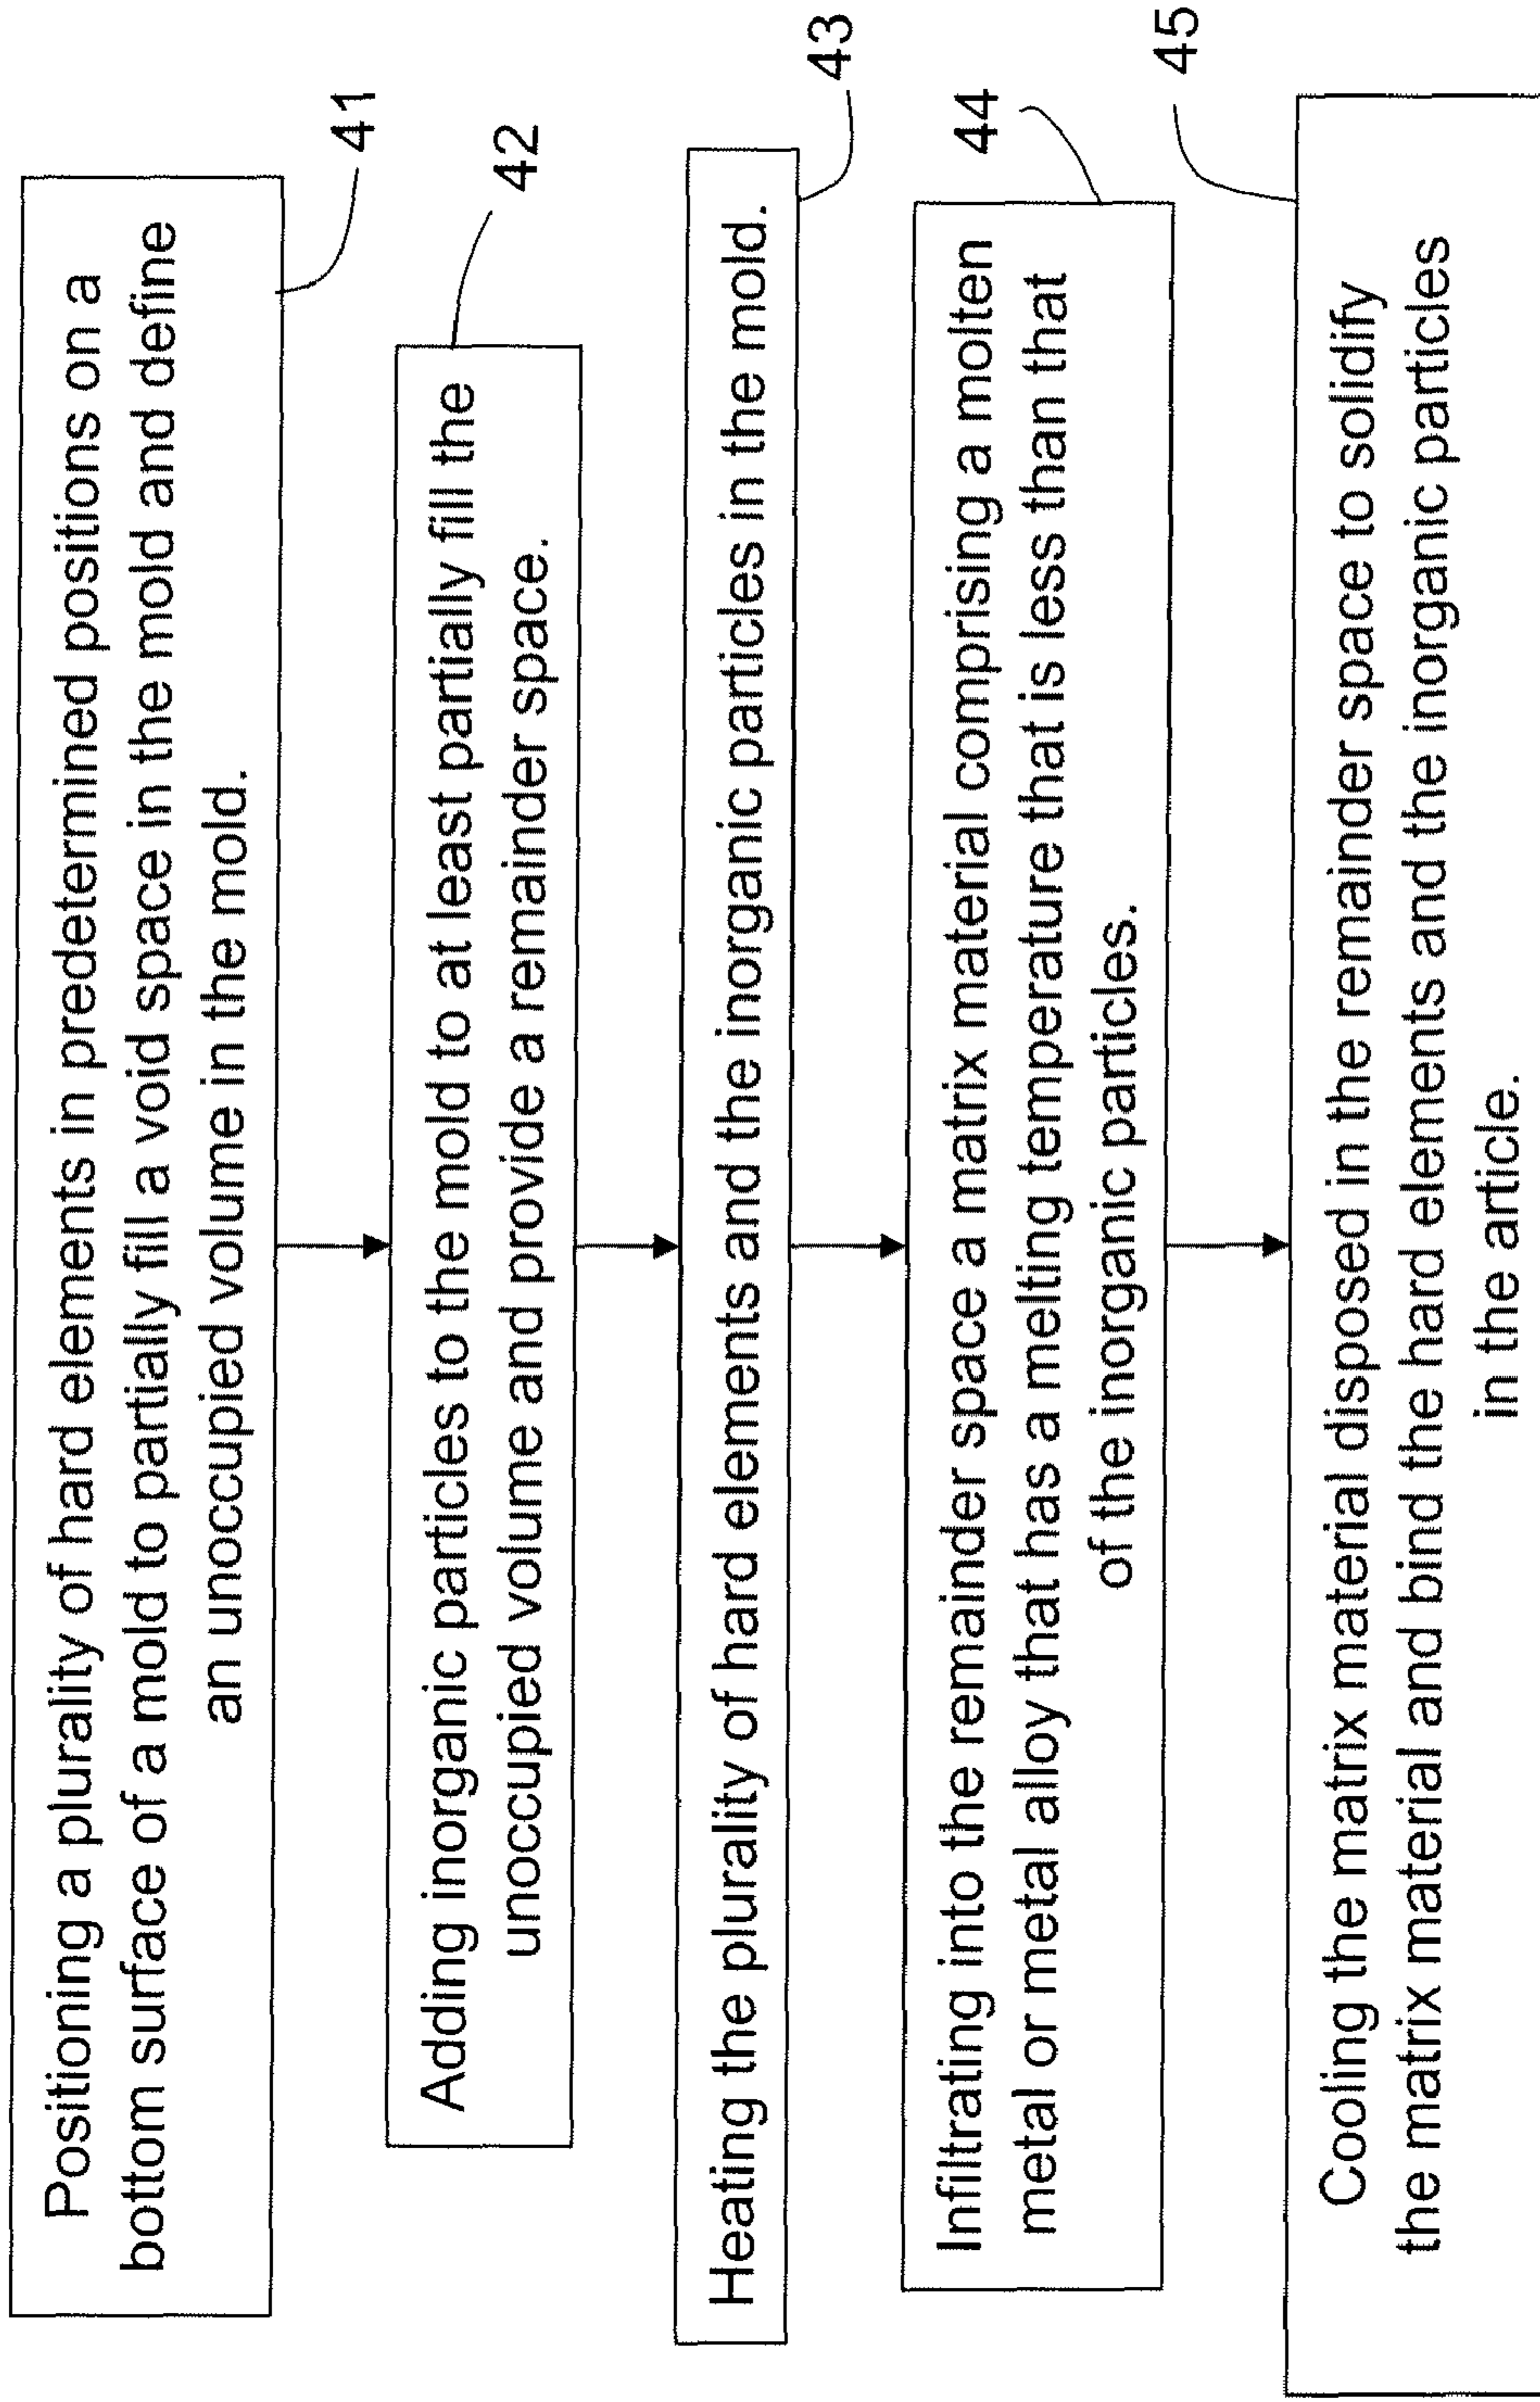 Positioning a plurality of hard elements in predetermined positions on a
bottom surface of a mold to partially fill a void space in the mold and define
an unoccupied volume in the mold.
41
Adding inorganic particles to the mold to at least partially fill the
unoccupied volume and provide a remainder space.
42
Heating the plurality of hard elements and the inorganic particles in the mold.
43
Infiltrating into the remainder space a matrix material comprising a molten
metal or metal alloy that has a melting temperature that is less than that
of the inorganic particles.
44
Cooling the matrix material disposed in the remainder space to solidify
the matrix material and bind the hard elements and the inorganic particles
in the article.
45